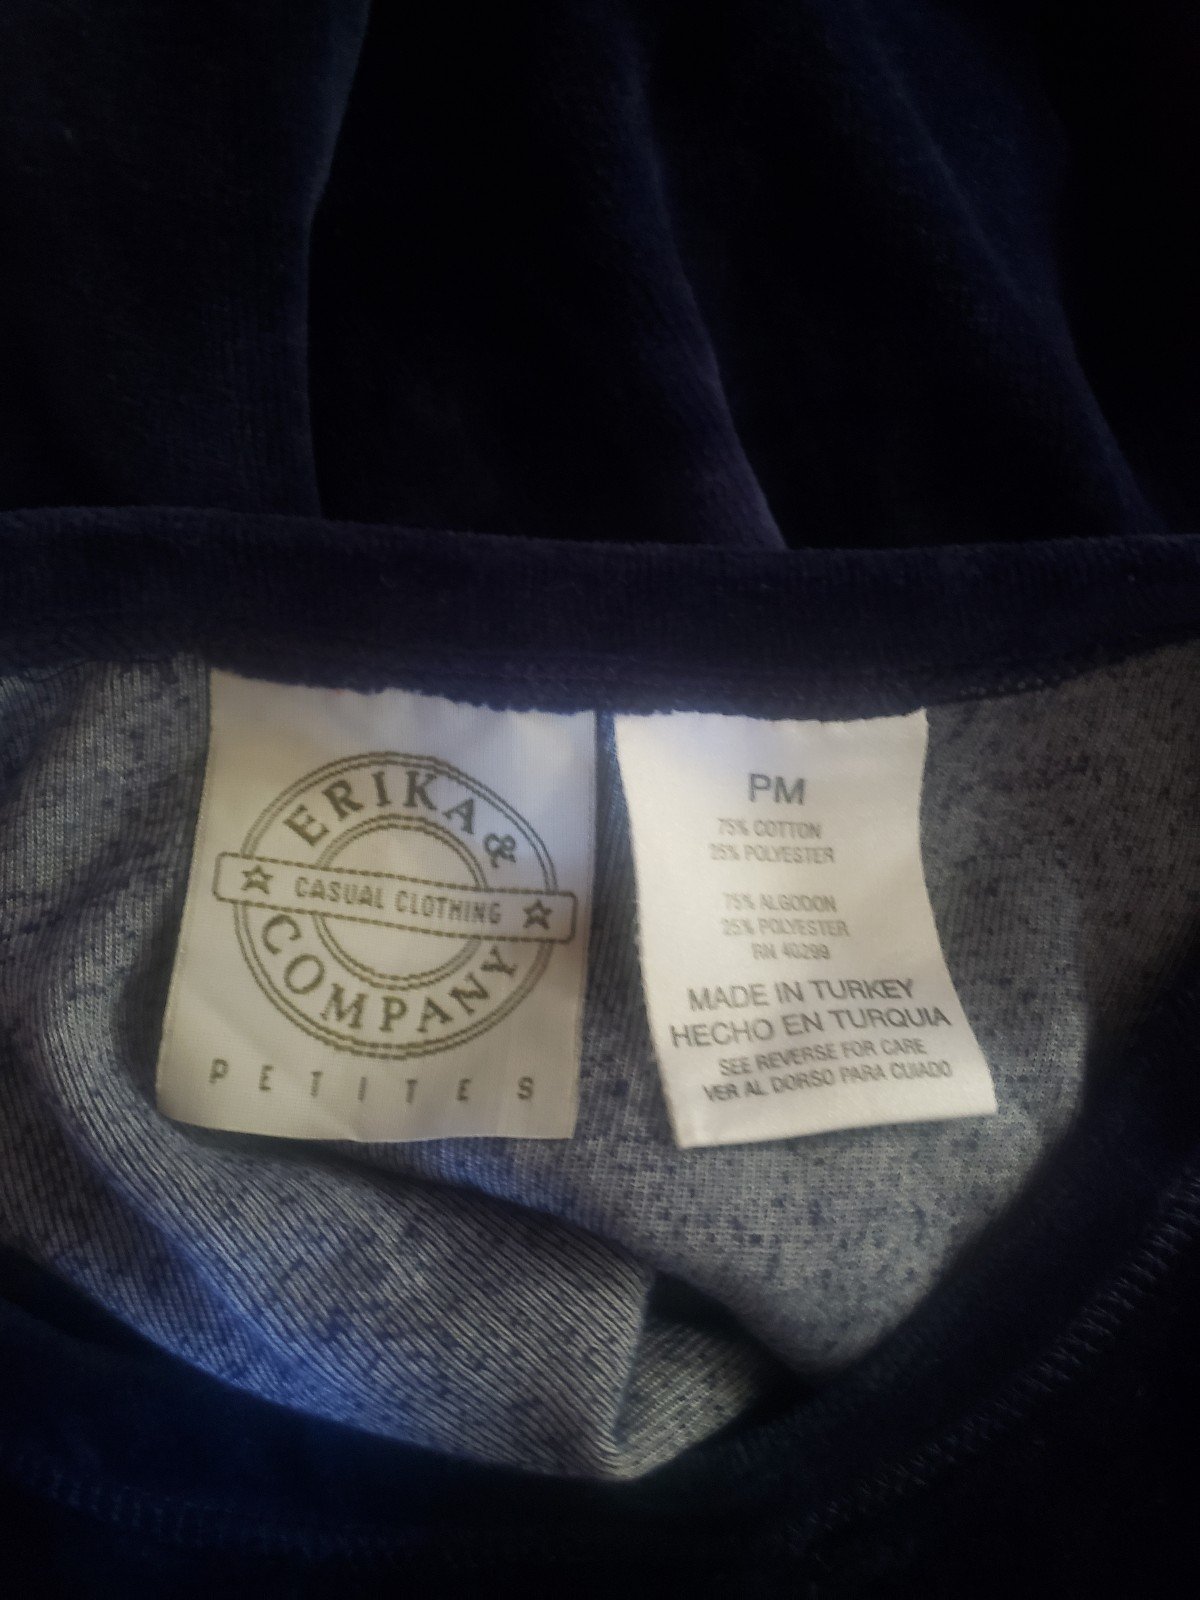 ERIKA &
CASUAL CLOTHING
COMPANY
PETITES
PM
75% COTTON
25% POLYESTER
75% ALGODON
25% POLYESTER
RN 40299
MADE IN TURKEY
HECHO EN TURQUIA
SEE REVERSE FOR CARE
VER AL DORSO PARA CUIADO